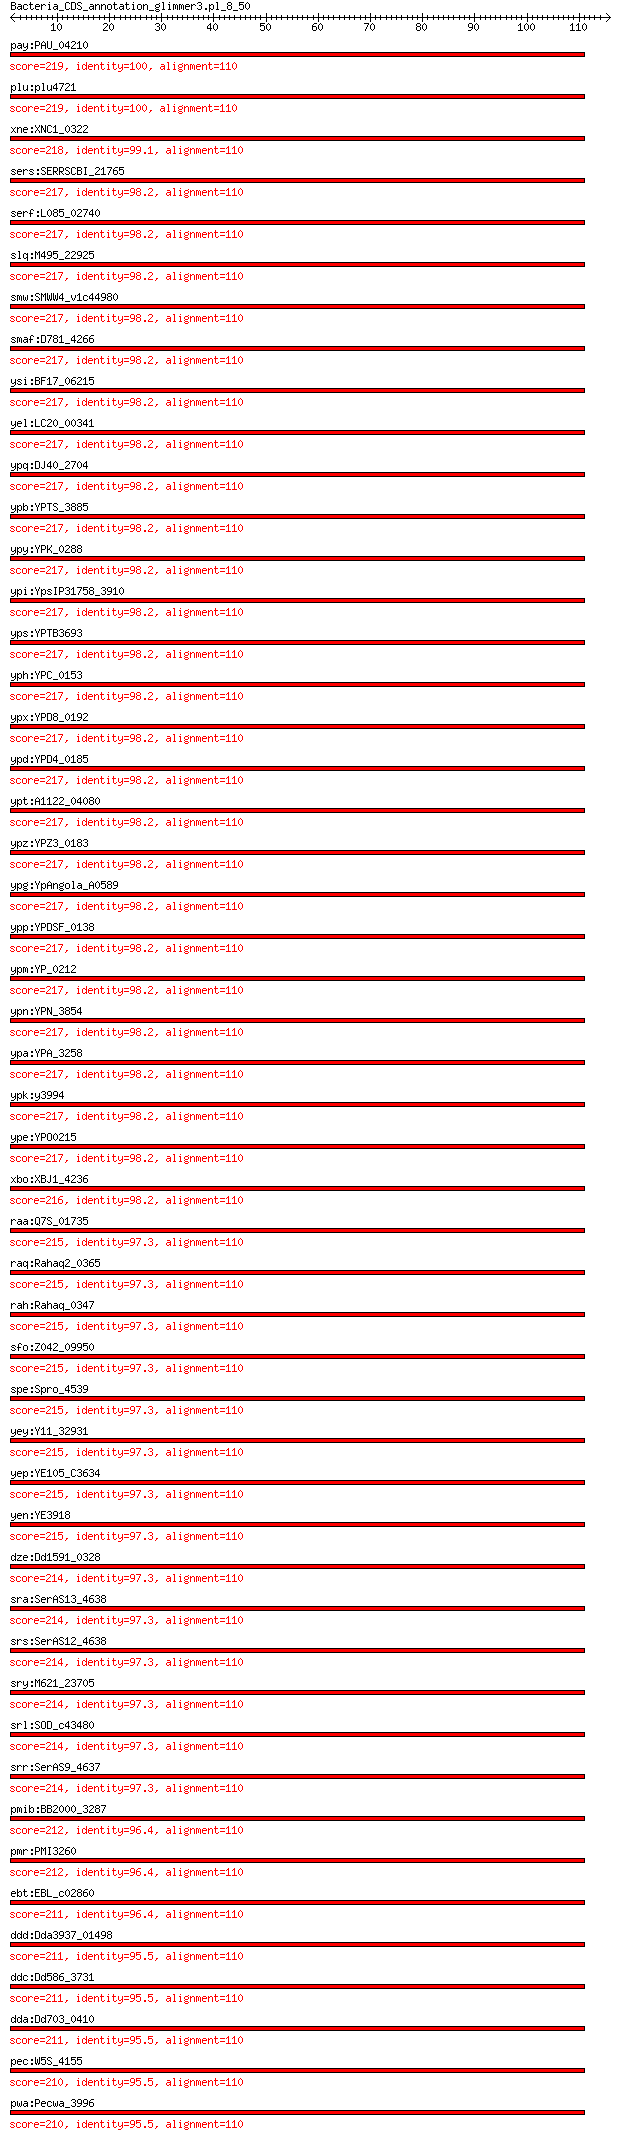 Bacteria_CDS_annotation_glimmer3.pl_8_50
10 20 30 40 50 60 70 80 90 100 110
pay:PAU_04210
score=219, identity=100, alignment=110
plu:plu4721
score=219, identity=100, alignment=110
xne:XNC1_0322
score=218, identity=99.1, alignment=110
sers:SERRSCBI_21765
score=217, identity=98.2, alignment=110
serf:L085_02740
score=217, identity=98.2, alignment=110
slq:M495_22925
score=217, identity=98.2, alignment=110
smw:SMWW4_v1c44980
score=217, identity=98.2, alignment=110
smaf:D781_4266
score=217, identity=98.2, alignment=110
ysi:BF17_06215
score=217, identity=98.2, alignment=110
yel:LC20_00341
score=217, identity=98.2, alignment=110
ypq:DJ40_2704
score=217, identity=98.2, alignment=110
ypb:YPTS_3885
score=217, identity=98.2, alignment=110
ypy:YPK_0288
score=217, identity=98.2, alignment=110
ypi:YpsIP31758_3910
score=217, identity=98.2, alignment=110
yps:YPTB3693
score=217, identity=98.2, alignment=110
yph:YPC_0153
score=217, identity=98.2, alignment=110
ypx:YPD8_0192
score=217, identity=98.2, alignment=110
ypd:YPD4_0185
score=217, identity=98.2, alignment=110
ypt:A1122_04080
score=217, identity=98.2, alignment=110
ypz:YPZ3_0183
score=217, identity=98.2, alignment=110
ypg:YpAngola_A0589
score=217, identity=98.2, alignment=110
ypp:YPDSF_0138
score=217, identity=98.2, alignment=110
ypm:YP_0212
score=217, identity=98.2, alignment=110
ypn:YPN_3854
score=217, identity=98.2, alignment=110
ypa:YPA_3258
score=217, identity=98.2, alignment=110
ypk:y3994
score=217, identity=98.2, alignment=110
ype:YPO0215
score=217, identity=98.2, alignment=110
xbo:XBJ1_4236
score=216, identity=98.2, alignment=110
raa:Q7S_01735
score=215, identity=97.3, alignment=110
raq:Rahaq2_0365
score=215, identity=97.3, alignment=110
rah:Rahaq_0347
score=215, identity=97.3, alignment=110
sfo:Z042_09950
score=215, identity=97.3, alignment=110
spe:Spro_4539
score=215, identity=97.3, alignment=110
yey:Y11_32931
score=215, identity=97.3, alignment=110
yep:YE105_C3634
score=215, identity=97.3, alignment=110
yen:YE3918
score=215, identity=97.3, alignment=110
dze:Dd1591_0328
score=214, identity=97.3, alignment=110
sra:SerAS13_4638
score=214, identity=97.3, alignment=110
srs:SerAS12_4638
score=214, identity=97.3, alignment=110
sry:M621_23705
score=214, identity=97.3, alignment=110
srl:SOD_c43480
score=214, identity=97.3, alignment=110
srr:SerAS9_4637
score=214, identity=97.3, alignment=110
pmib:BB2000_3287
score=212, identity=96.4, alignment=110
pmr:PMI3260
score=212, identity=96.4, alignment=110
ebt:EBL_c02860
score=211, identity=96.4, alignment=110
ddd:Dda3937_01498
score=211, identity=95.5, alignment=110
ddc:Dd586_3731
score=211, identity=95.5, alignment=110
dda:Dd703_0410
score=211, identity=95.5, alignment=110
pec:W5S_4155
score=210, identity=95.5, alignment=110
pwa:Pecwa_3996
score=210, identity=95.5, alignment=110